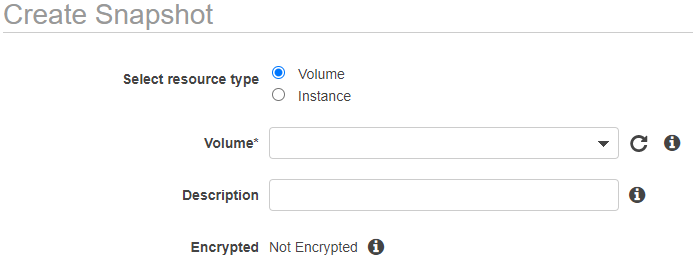 Create Snapshot
Select resource type
Volume
Instance
Volume*
Description
Encrypted Not Encrypted